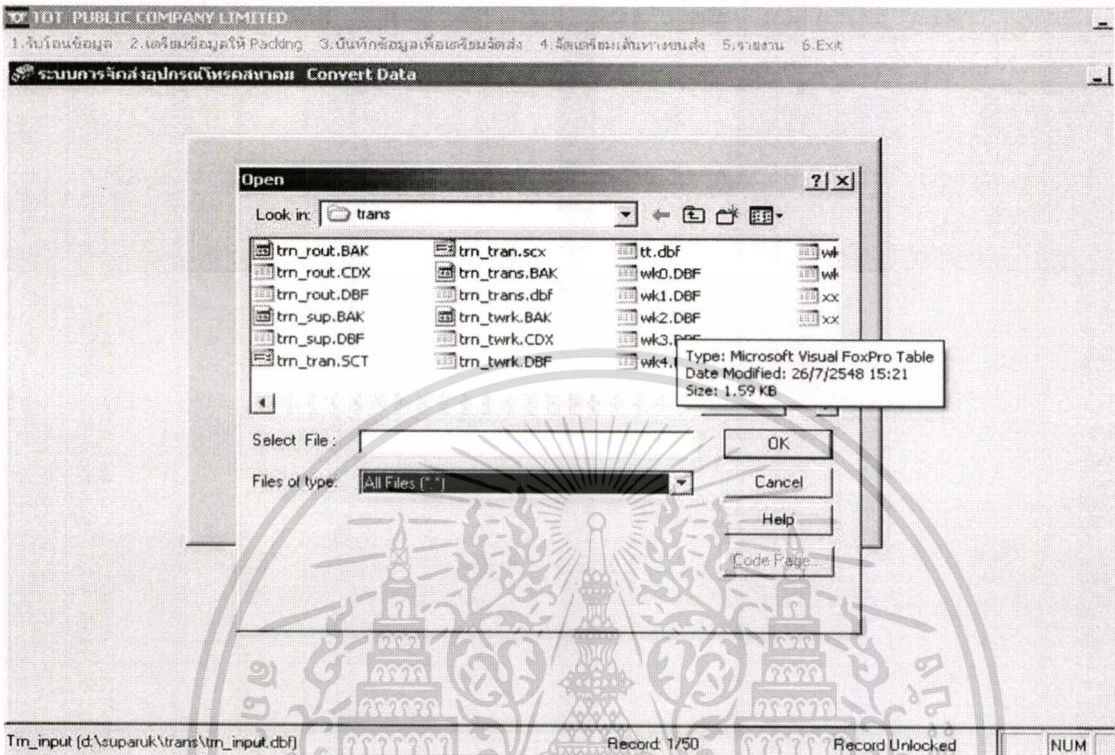 TOT PUBLIC COMPANY LIMITED
1.รับโอนข้อมูล 2.เตรียมข้อมูลให้ Packing 3.บันทึกข้อมูลเพื่อเตรียมจัดส่ง 4.จัดเตรียมเส้นทางขนส่ง 5.รายงาน 6.Exit
ระบบการจัดส่งอุปกรณ์โทรคมนาคม Convert Data
Open
Look in: trans
trn_rout.BAK trn_tran.scx tt.dbf wk
trn_rout.CDX trn_trans.BAK wk0.DBF wk
trn_rout.DBF trn_trans.dbf wk1.DBF xx
trn_sup.BAK trn_twrk.BAK wk2.DBF xx
trn_sup.DBF trn_twrk.CDX wk3.DBF
trn_tran.SCT trn_twrk.DBF wk4.
Type: Microsoft Visual FoxPro Table
Date Modified: 26/7/2548 15:21
Size: 1.59 KB
Select File :
OK
Files of type: All Files (*.*)
Cancel
Help
Code Page...
Trn_input (d:\suparuk\trans\trn_input.dbf) Record: 1/50 Record Unlocked NUM